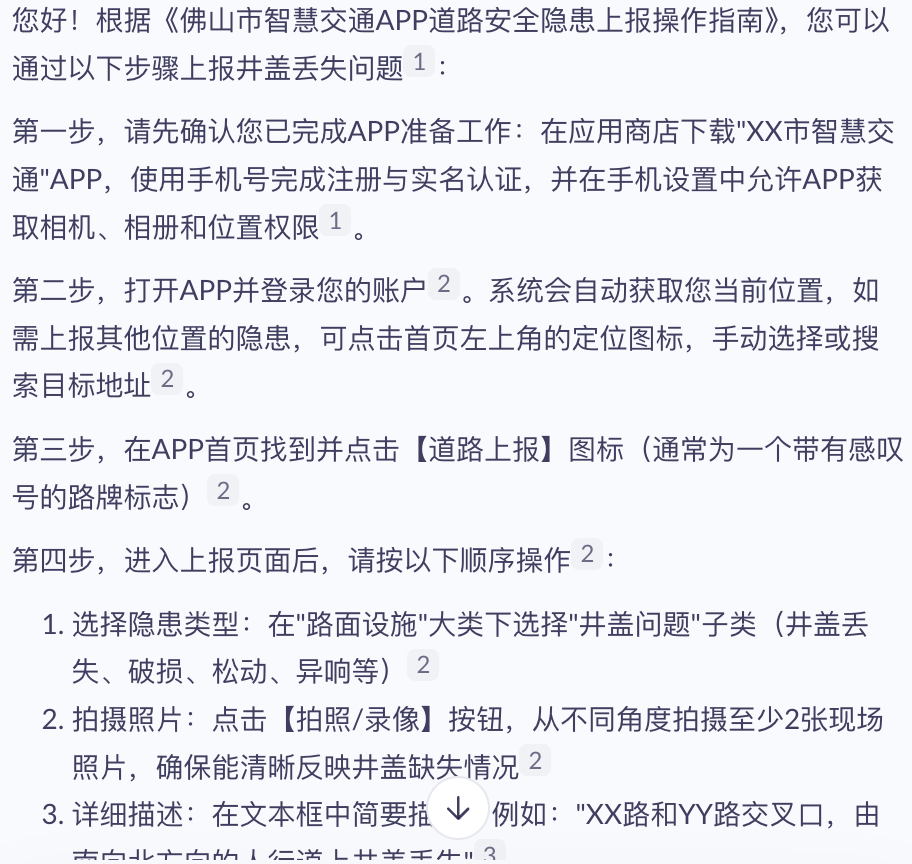 您好！根据《佛山市智慧交通APP道路安全隐患上报操作指南》，您可以
通过以下步骤上报井盖丢失问题 1 ：
第一步，请先确认您已完成APP准备工作：在应用商店下载"XX市智慧交
通"APP，使用手机号完成注册与实名认证，并在手机设置中允许APP获
取相机、相册和位置权限 1 。
第二步，打开APP并登录您的账户 2 。系统会自动获取您当前位置，如
需上报其他位置的隐患，可点击首页左上角的定位图标，手动选择或搜
索目标地址 2 。
第三步，在APP首页找到并点击【道路上报】图标（通常为一个带有感叹
号的路牌标志） 2 。
第四步，进入上报页面后，请按以下顺序操作 2 ：
1. 选择隐患类型：在"路面设施"大类下选择"井盖问题"子类（井盖丢
失、破损、松动、异响等） 2
2. 拍摄照片：点击【拍照/录像】按钮，从不同角度拍摄至少2张现场
照片，确保能清晰反映井盖缺失情况 2
3. 详细描述：在文本框中简要描 例如："XX路和YY路交叉口，由
南向北方向的人行道上井盖丢失" 3